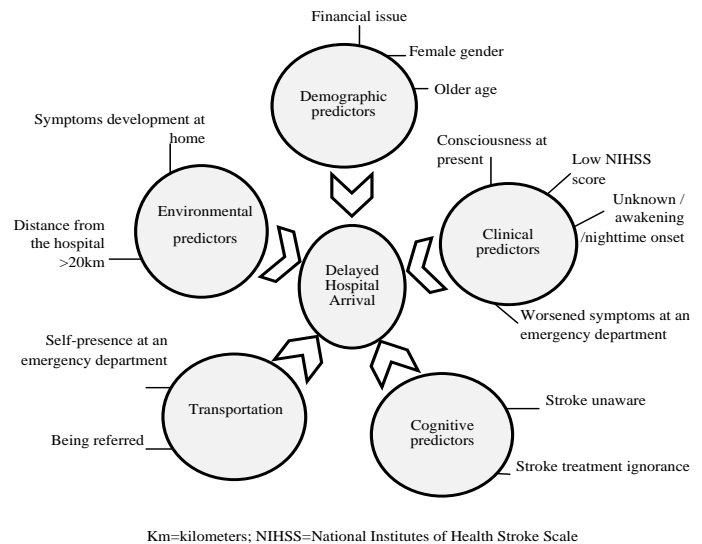 Financial issue
Female gender
Older age
Demographic
predictors
Symptoms development at
home
Environmental
predictors
Distance from
the hospital
>20km
Consciousness at
present
Low NIHSS
score
Unknown /
awakening
/nighttime onset
Clinical
predictors
Worsened symptoms at an
emergency department
Delayed
Hospital
Arrival
Self-presence at an
emergency department
Transportation
Being referred
Cognitive
predictors
Stroke unaware
Stroke treatment ignorance
Km=kilometers; NIHSS=National Institutes of Health Stroke Scale